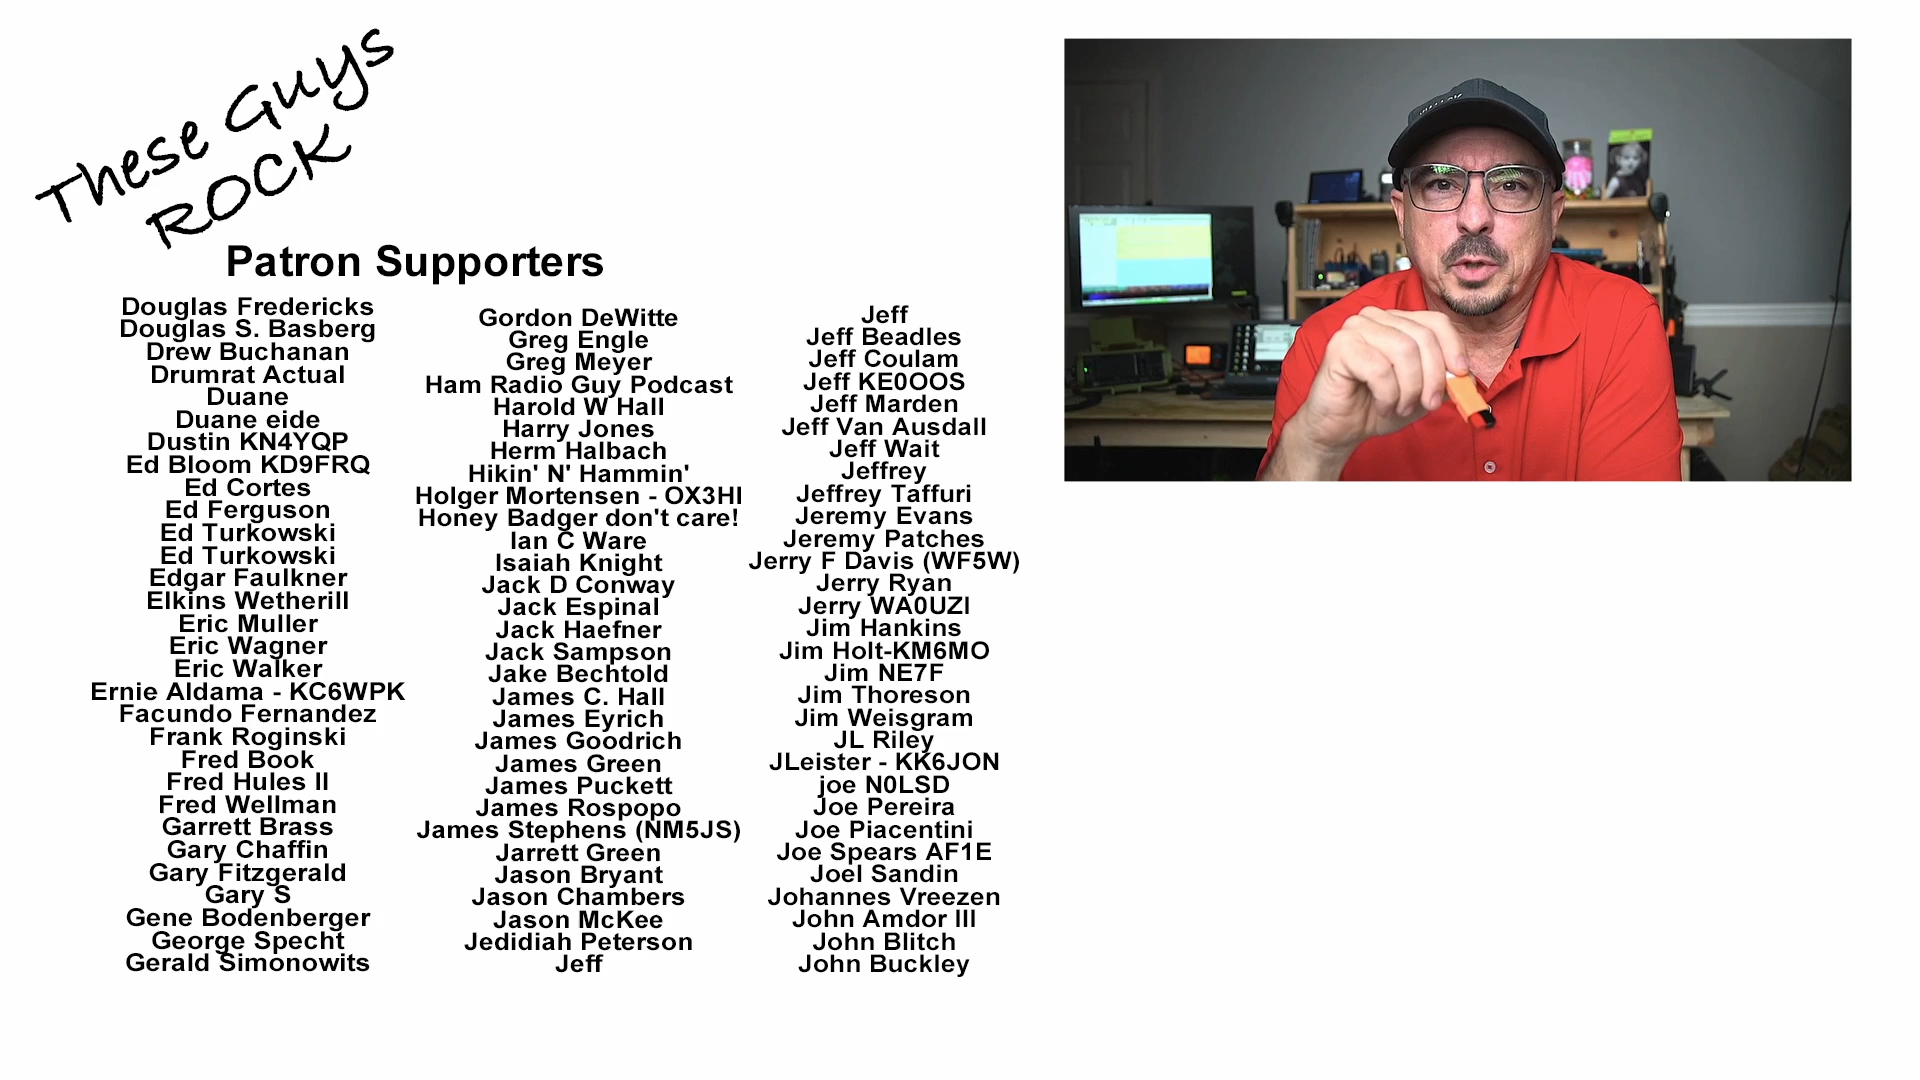 These Guys
ROCK
Patron Supporters
Douglas Fredericks
Douglas S. Basberg
Drew Buchanan
Drumrat Actual
Duane
Duane eide
Dustin KN4YQP
Ed Bloom KD9FRQ
Ed Cortes
Ed Ferguson
Ed Turkowski
Ed Turkowski
Edgar Faulkner
Elkins Wetherill
Eric Muller
Eric Wagner
Eric Walker
Ernie Aldama - KC6WPK
Facundo Fernandez
Frank Roginski
Fred Book
Fred Hules II
Fred Wellman
Garrett Brass
Gary Chaffin
Gary Fitzgerald
Gary S
Gene Bodenberger
George Specht
Gerald Simonowits
Gordon DeWitte
Greg Engle
Greg Meyer
Ham Radio Guy Podcast
Harold W Hall
Harry Jones
Herm Halbach
Hikin' N' Hammin'
Holger Mortensen - OX3HI
Honey Badger don't care!
Ian C Ware
Isaiah Knight
Jack D Conway
Jack Espinal
Jack Haefner
Jack Sampson
Jake Bechtold
James C. Hall
James Eyrich
James Goodrich
James Green
James Puckett
James Rospopo
James Stephens (NM5JS)
Jarrett Green
Jason Bryant
Jason Chambers
Jason McKee
Jedidiah Peterson
Jeff
Jeff
Jeff Beadles
Jeff Coulam
Jeff KE0OOS
Jeff Marden
Jeff Van Ausdall
Jeff Wait
Jeffrey
Jeffrey Taffuri
Jeremy Evans
Jeremy Patches
Jerry F Davis (WF5W)
Jerry Ryan
Jerry WA0UZI
Jim Hankins
Jim Holt-KM6MO
Jim NE7F
Jim Thoreson
Jim Weisgram
JL Riley
JLeister - KK6JON
joe N0LSD
Joe Pereira
Joe Piacentini
Joe Spears AF1E
Joel Sandin
Johannes Vreezen
John Amdor III
John Blitch
John Buckley